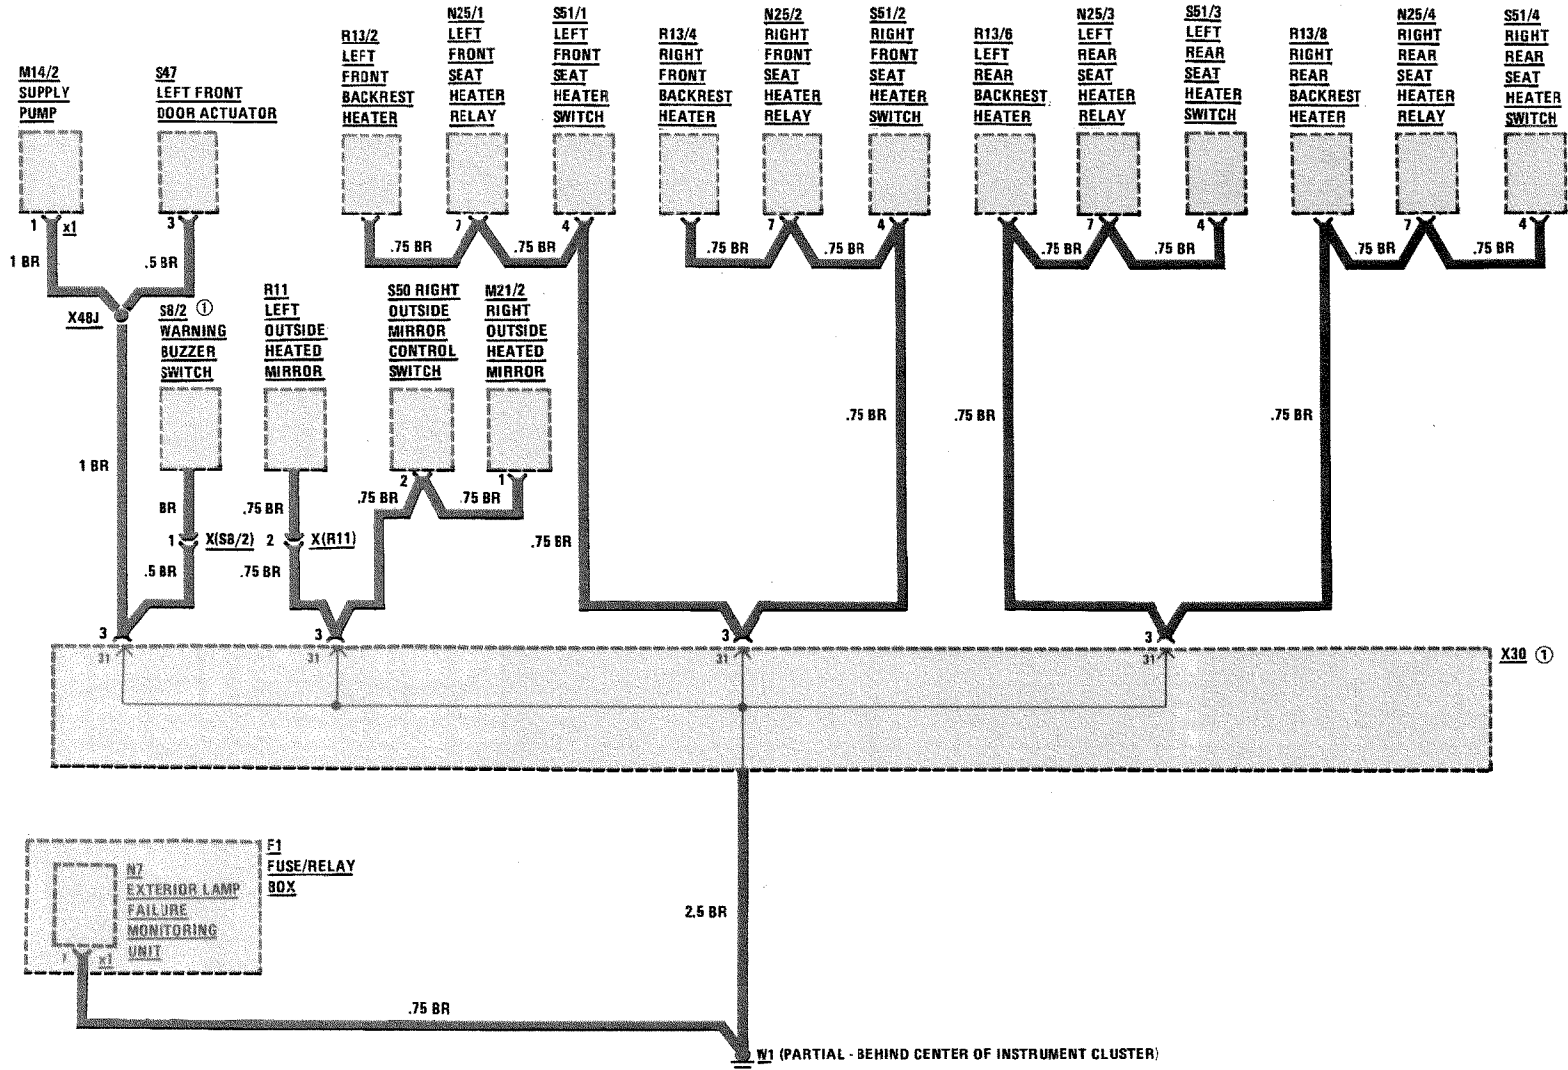 M14/2
SUPPLY
PUMP
S47
LEFT FRONT
DOOR ACTUATOR
R13/2
LEFT
FRONT
BACKREST
HEATER
N25/1
LEFT
FRONT
SEAT
HEATER
RELAY
S51/1
LEFT
FRONT
SEAT
HEATER
SWITCH
R13/4
RIGHT
FRONT
BACKREST
HEATER
N25/2
RIGHT
FRONT
SEAT
HEATER
RELAY
S51/2
RIGHT
FRONT
SEAT
HEATER
SWITCH
R13/6
LEFT
REAR
BACKREST
HEATER
N25/3
LEFT
REAR
SEAT
HEATER
RELAY
S51/3
LEFT
REAR
SEAT
HEATER
SWITCH
R13/8
RIGHT
REAR
BACKREST
HEATER
N25/4
RIGHT
REAR
SEAT
HEATER
RELAY
S51/4
RIGHT
REAR
SEAT
HEATER
SWITCH
1 x1
3
7
4
7
4
7
4
7
4
1 BR
.5 BR
.75 BR
.75 BR
.75 BR
.75 BR
.75 BR
.75 BR
.75 BR
.75 BR
X48J
S8/2 ①
WARNING
BUZZER
SWITCH
R11
LEFT
OUTSIDE
HEATED
MIRROR
S50 RIGHT
OUTSIDE
MIRROR
CONTROL
SWITCH
M21/2
RIGHT
OUTSIDE
HEATED
MIRROR
.75 BR
.75 BR
.75 BR
1 BR
2
1
BR
.75 BR
.75 BR
.75 BR
1 X(S8/2)
2 X(R11)
.75 BR
.5 BR
.75 BR
3
3
3
3
31
31
31
31
X30 ①
F1
FUSE/RELAY
BOX
N7
EXTERIOR LAMP
FAILURE
MONITORING
UNIT
x1
2.5 BR
.75 BR
W1 (PARTIAL - BEHIND CENTER OF INSTRUMENT CLUSTER)